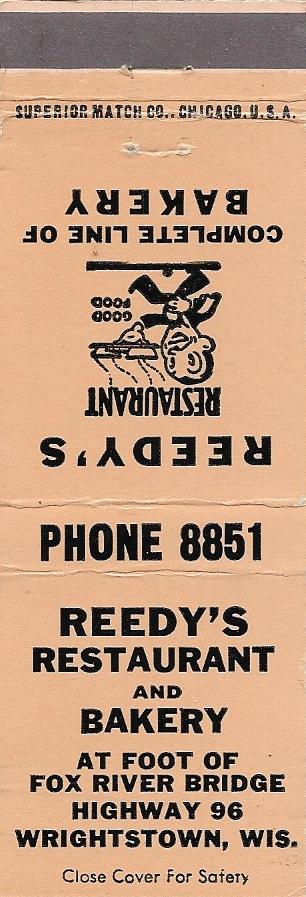 SUPERIOR MATCH CO., CHICAGO, U.S.A.
REEDY'S
RESTAURANT
GOOD
FOOD
COMPLETE LINE OF
BAKERY
PHONE 8851
REEDY'S
RESTAURANT
AND
BAKERY
AT FOOT OF
FOX RIVER BRIDGE
HIGHWAY 96
WRIGHTSTOWN, WIS.
Close Cover For Safety